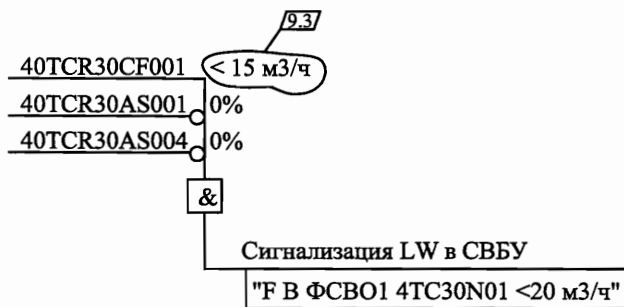 9.3
40TCR30CF001 < 15 м3/ч
40TCR30AS001 0%
40TCR30AS004 0%
&
Сигнализация LW в СВБУ
"F В ФСВО1 4TC30N01 <20 м3/ч"